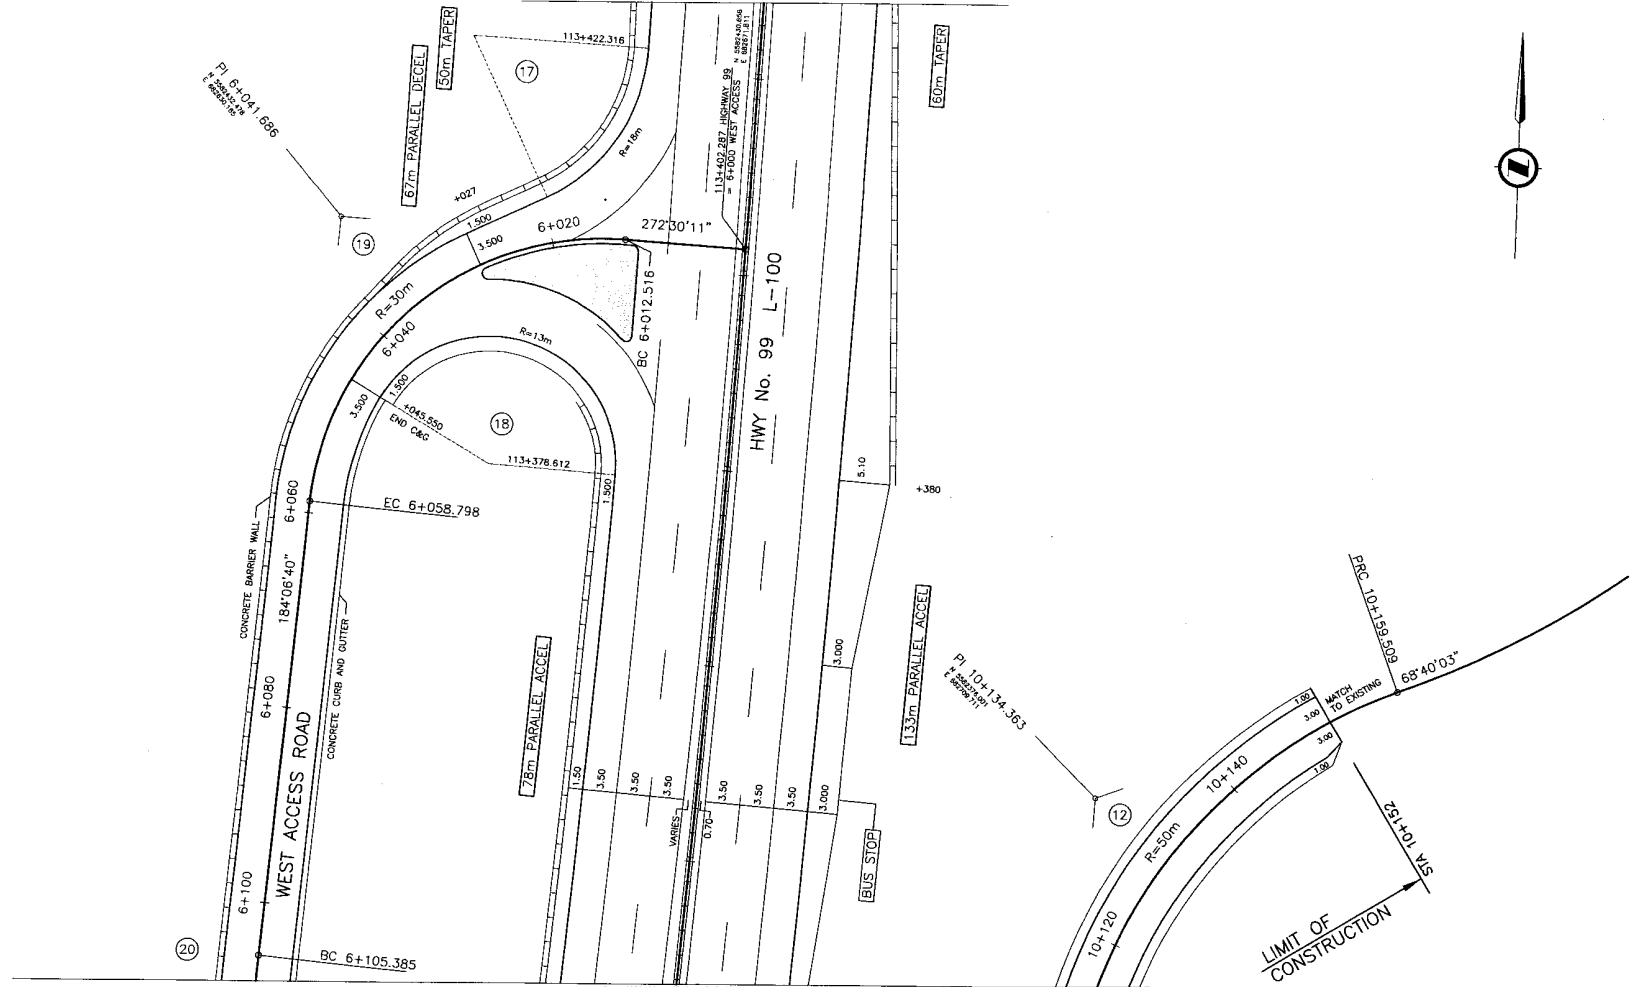 50m TAPER
67m PARALLEL DECEL
PI 6+041.686
113+422.316
17
R=18m
113+402.287 HIGHWAY 99
= 6+000 WEST ACCESS
60m TAPER
+027
1.500
3.500
6+020
272°30'11"
19
BC 6+012.516
HWY No. 99 L-100
R=30m
6+040
R=13m
1.500
3.500
+045.550
END C&G
18
113+378.612
1.500
5.10
+380
EC 6+058.798
6+060
CONCRETE BARRIER WALL
184°06'40"
CONCRETE CURB AND GUTTER
6+080
WEST ACCESS ROAD
6+100
20
BC 6+105.385
78m PARALLEL ACCEL
133m PARALLEL ACCEL
3.000
1.50
3.50
3.50
3.50
VARIES
0.70
3.50
3.50
3.50
3.000
BUS STOP
PI 10+134.363
12
PRC 10+159.509
68°40'03"
MATCH
TO EXISTING
1.00
3.00
3.00
1.00
10+140
R=50m
10+120
STA 10+152
LIMIT OF
CONSTRUCTION